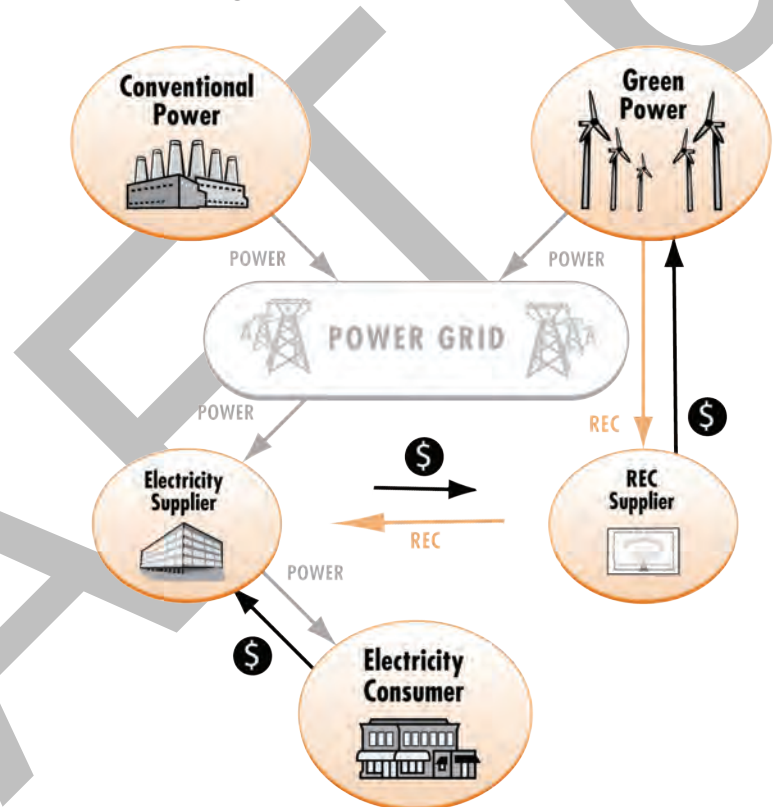 Conventional
Power
Green
Power
POWER
POWER
POWER GRID
POWER
REC
$
$
Electricity
Supplier
REC
Supplier
REC
POWER
$
Electricity
Consumer